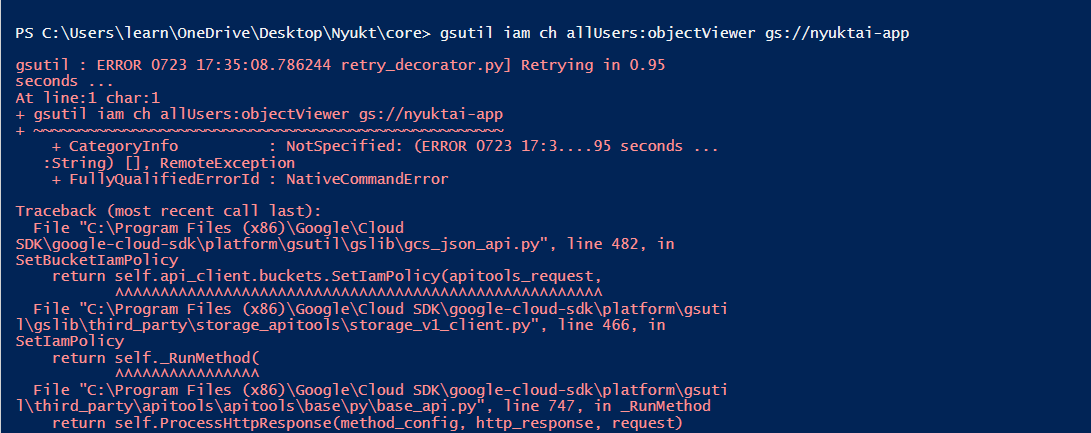 PS C:\Users\learn\OneDrive\Desktop\Nyukt\core> gsutil iam ch allUsers:objectViewer gs://nyuktai-app
gsutil : ERROR 0723 17:35:08.786244 retry_decorator.py] Retrying in 0.95
seconds ...
At line:1 char:1
+ gsutil iam ch allUsers:objectViewer gs://nyuktai-app
+ ~~~~~~~~~~~~~~~~~~~~~~~~~~~~~~~~~~~~~~~~~~~~~~~~~~~~
    + CategoryInfo          : NotSpecified: (ERROR 0723 17:3....95 seconds ...
   :String) [], RemoteException
    + FullyQualifiedErrorId : NativeCommandError
Traceback (most recent call last):
  File "C:\Program Files (x86)\Google\Cloud
SDK\google-cloud-sdk\platform\gsutil\gslib\gcs_json_api.py", line 482, in
SetBucketIamPolicy
    return self.api_client.buckets.SetIamPolicy(apitools_request,
           ^^^^^^^^^^^^^^^^^^^^^^^^^^^^^^^^^^^^^^^^^^^^^^^^^^^^^^
  File "C:\Program Files (x86)\Google\Cloud SDK\google-cloud-sdk\platform\gsuti
l\gslib\third_party\storage_apitools\storage_v1_client.py", line 466, in
SetIamPolicy
    return self._RunMethod(
           ^^^^^^^^^^^^^^^^
  File "C:\Program Files (x86)\Google\Cloud SDK\google-cloud-sdk\platform\gsuti
l\third_party\apitools\apitools\base\py\base_api.py", line 747, in _RunMethod
    return self.ProcessHttpResponse(method_config, http_response, request)